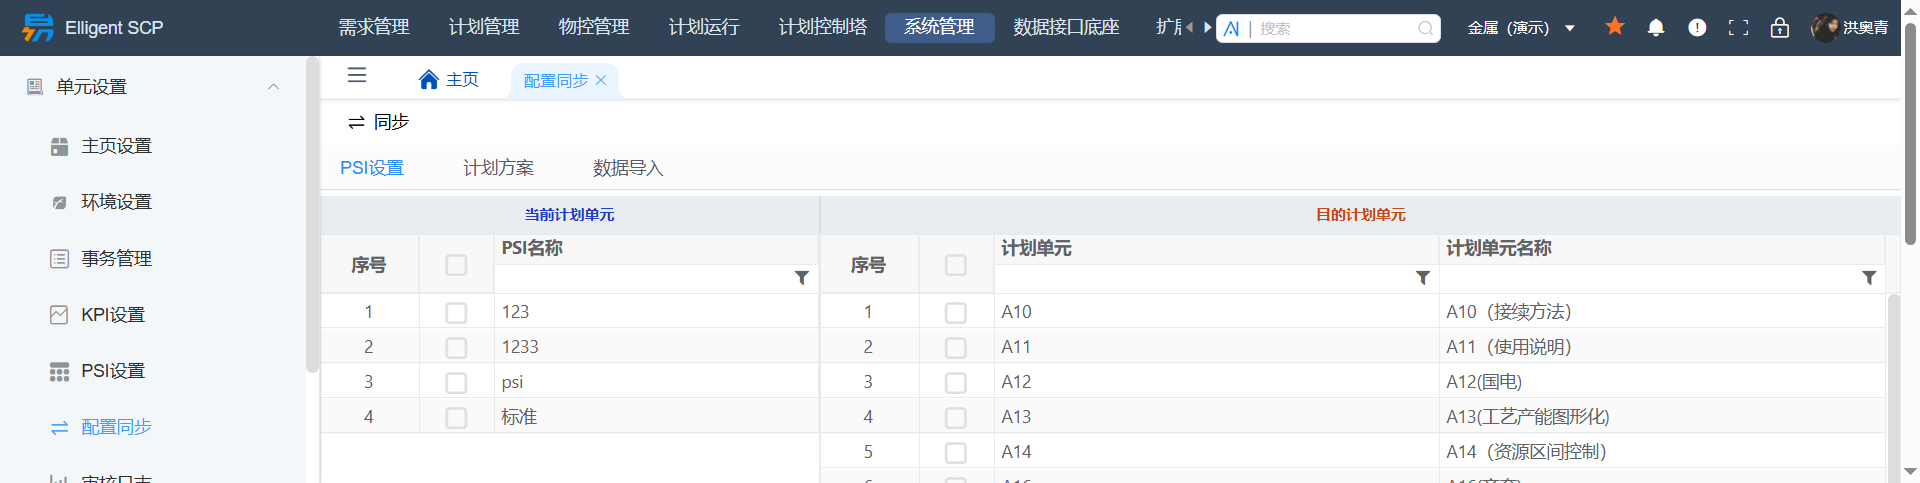 Elligent SCP
需求管理 计划管理 物控管理 计划运行 计划控制塔 系统管理 数据接口底座
AI | 搜索
金属（演示）
洪奥青
单元设置
主页设置
环境设置
事务管理
KPI设置
PSI设置
配置同步
主页 配置同步
同步
PSI设置 计划方案 数据导入
当前计划单元 目的计划单元
序号 PSI名称 序号 计划单元 计划单元名称
1 123 1 A10 A10（接续方法）
2 1233 2 A11 A11（使用说明）
3 psi 3 A12 A12(国电)
4 标准 4 A13 A13(工艺产能图形化)
5 A14 A14（资源区间控制）